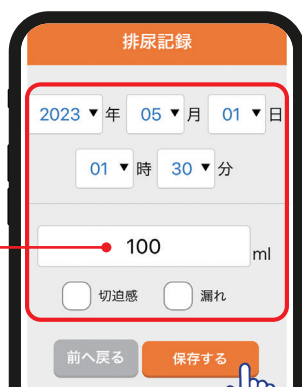 排尿記録
2023 ▼ 年 05 ▼ 月 01 ▼ 日
01 ▼ 時 30 ▼ 分
100 ml
切迫感 漏れ
前へ戻る 保存する